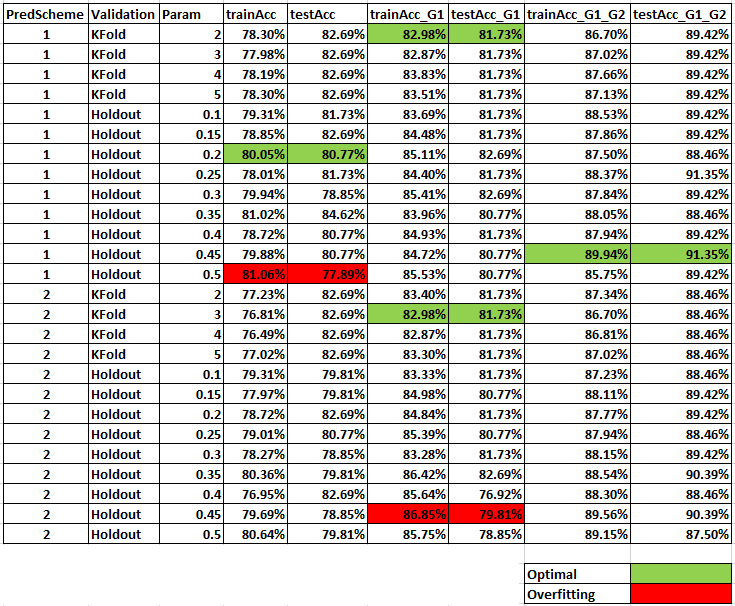 PredScheme Validation Param trainAcc testAcc trainAcc_G1 testAcc_G1 trainAcc_G1_G2 testAcc_G1_G2
1 KFold 2 78.30% 82.69% 82.98% 81.73% 86.70% 89.42%
1 KFold 3 77.98% 82.69% 82.87% 81.73% 87.02% 89.42%
1 KFold 4 78.19% 82.69% 83.83% 81.73% 87.66% 89.42%
1 KFold 5 78.30% 82.69% 83.51% 81.73% 87.13% 89.42%
1 Holdout 0.1 79.31% 81.73% 83.69% 81.73% 88.53% 89.42%
1 Holdout 0.15 78.85% 82.69% 84.48% 81.73% 87.86% 89.42%
1 Holdout 0.2 80.05% 80.77% 85.11% 82.69% 87.50% 88.46%
1 Holdout 0.25 78.01% 81.73% 84.40% 81.73% 88.37% 91.35%
1 Holdout 0.3 79.94% 78.85% 85.41% 82.69% 87.84% 89.42%
1 Holdout 0.35 81.02% 84.62% 83.96% 80.77% 88.05% 88.46%
1 Holdout 0.4 78.72% 80.77% 84.93% 81.73% 87.94% 89.42%
1 Holdout 0.45 79.88% 80.77% 84.72% 80.77% 89.94% 91.35%
1 Holdout 0.5 81.06% 77.89% 85.53% 80.77% 85.75% 89.42%
2 KFold 2 77.23% 82.69% 83.40% 81.73% 87.34% 88.46%
2 KFold 3 76.81% 82.69% 82.98% 81.73% 86.70% 88.46%
2 KFold 4 76.49% 82.69% 82.87% 81.73% 86.81% 88.46%
2 KFold 5 77.02% 82.69% 83.30% 81.73% 87.02% 88.46%
2 Holdout 0.1 79.31% 79.81% 83.33% 81.73% 87.23% 88.46%
2 Holdout 0.15 77.97% 79.81% 84.98% 80.77% 88.11% 89.42%
2 Holdout 0.2 78.72% 82.69% 84.84% 81.73% 87.77% 89.42%
2 Holdout 0.25 79.01% 80.77% 85.39% 80.77% 87.94% 88.46%
2 Holdout 0.3 78.27% 78.85% 83.28% 81.73% 88.15% 89.42%
2 Holdout 0.35 80.36% 79.81% 86.42% 82.69% 88.54% 90.39%
2 Holdout 0.4 76.95% 82.69% 85.64% 76.92% 88.30% 88.46%
2 Holdout 0.45 79.69% 78.85% 86.85% 79.81% 89.56% 90.39%
2 Holdout 0.5 80.64% 79.81% 85.75% 78.85% 89.15% 87.50%
Optimal
Overfitting